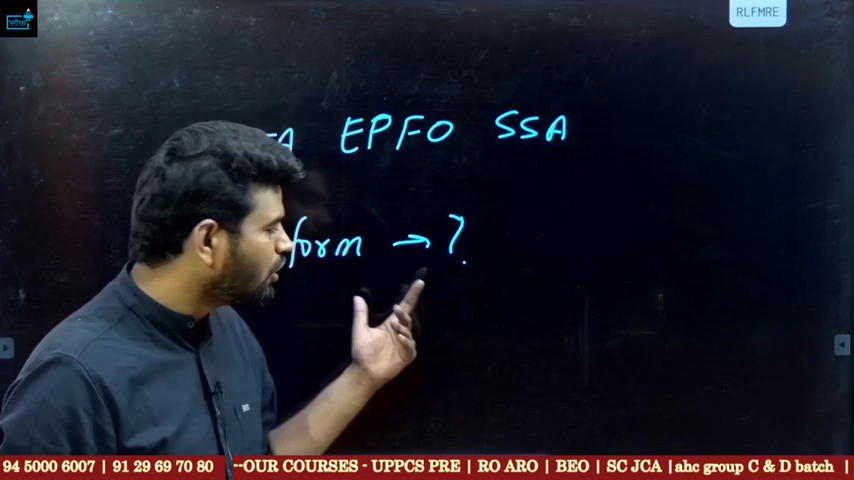 परीक्षा
RLFMRE
EPFO SSA
form → ?
94 5000 6007 | 91 29 69 70 80 --OUR COURSES - UPPCS PRE | RO ARO | BEO | SC JCA |ahc group C & D batch |